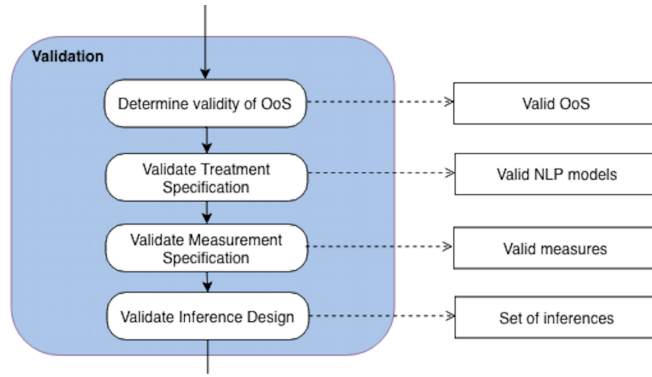 Validation
Determine validity of OoS
Valid OoS
Validate Treatment
Specification
Valid NLP models
Validate Measurement
Specification
Valid measures
Validate Inference Design
Set of inferences